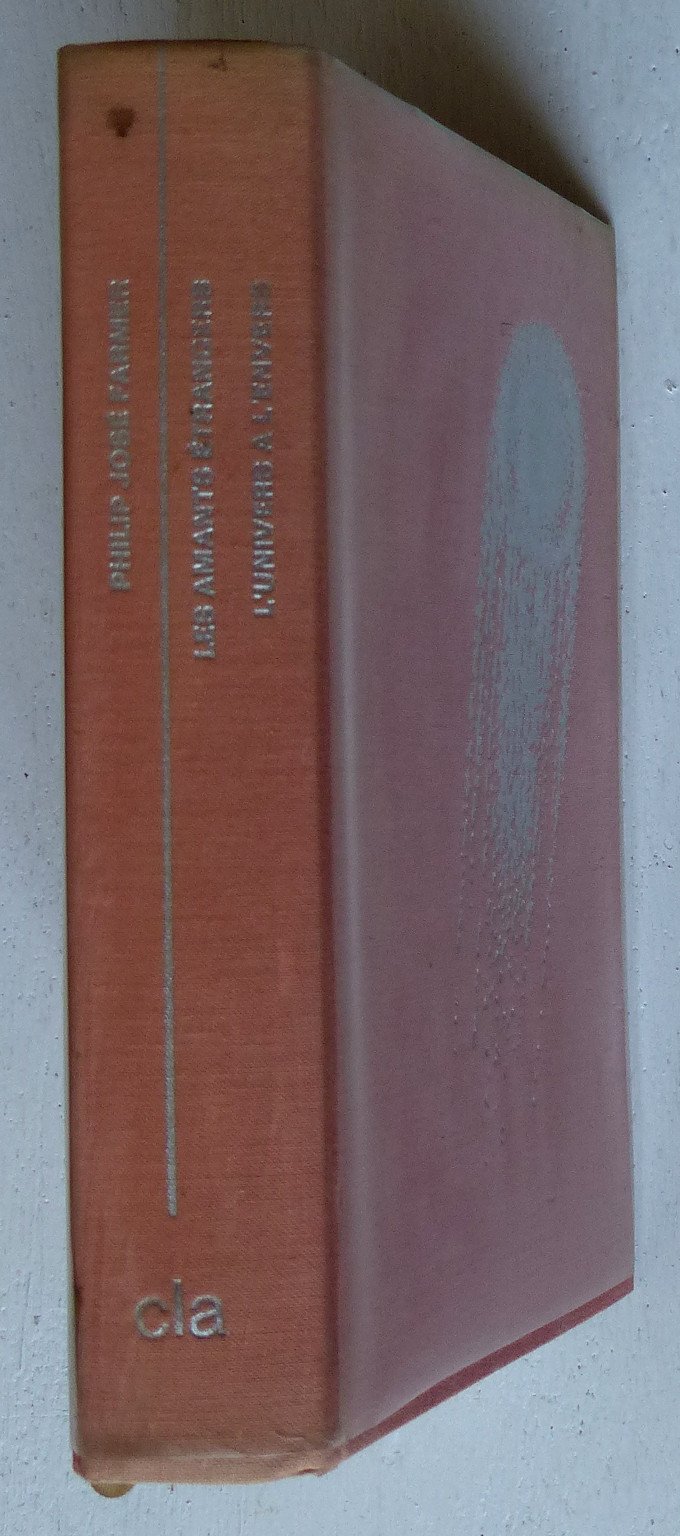 PHILIP JOSÉ FARMER
LES AMANTS ÉTRANGERS
L'UNIVERS A L'ENVERS
cla